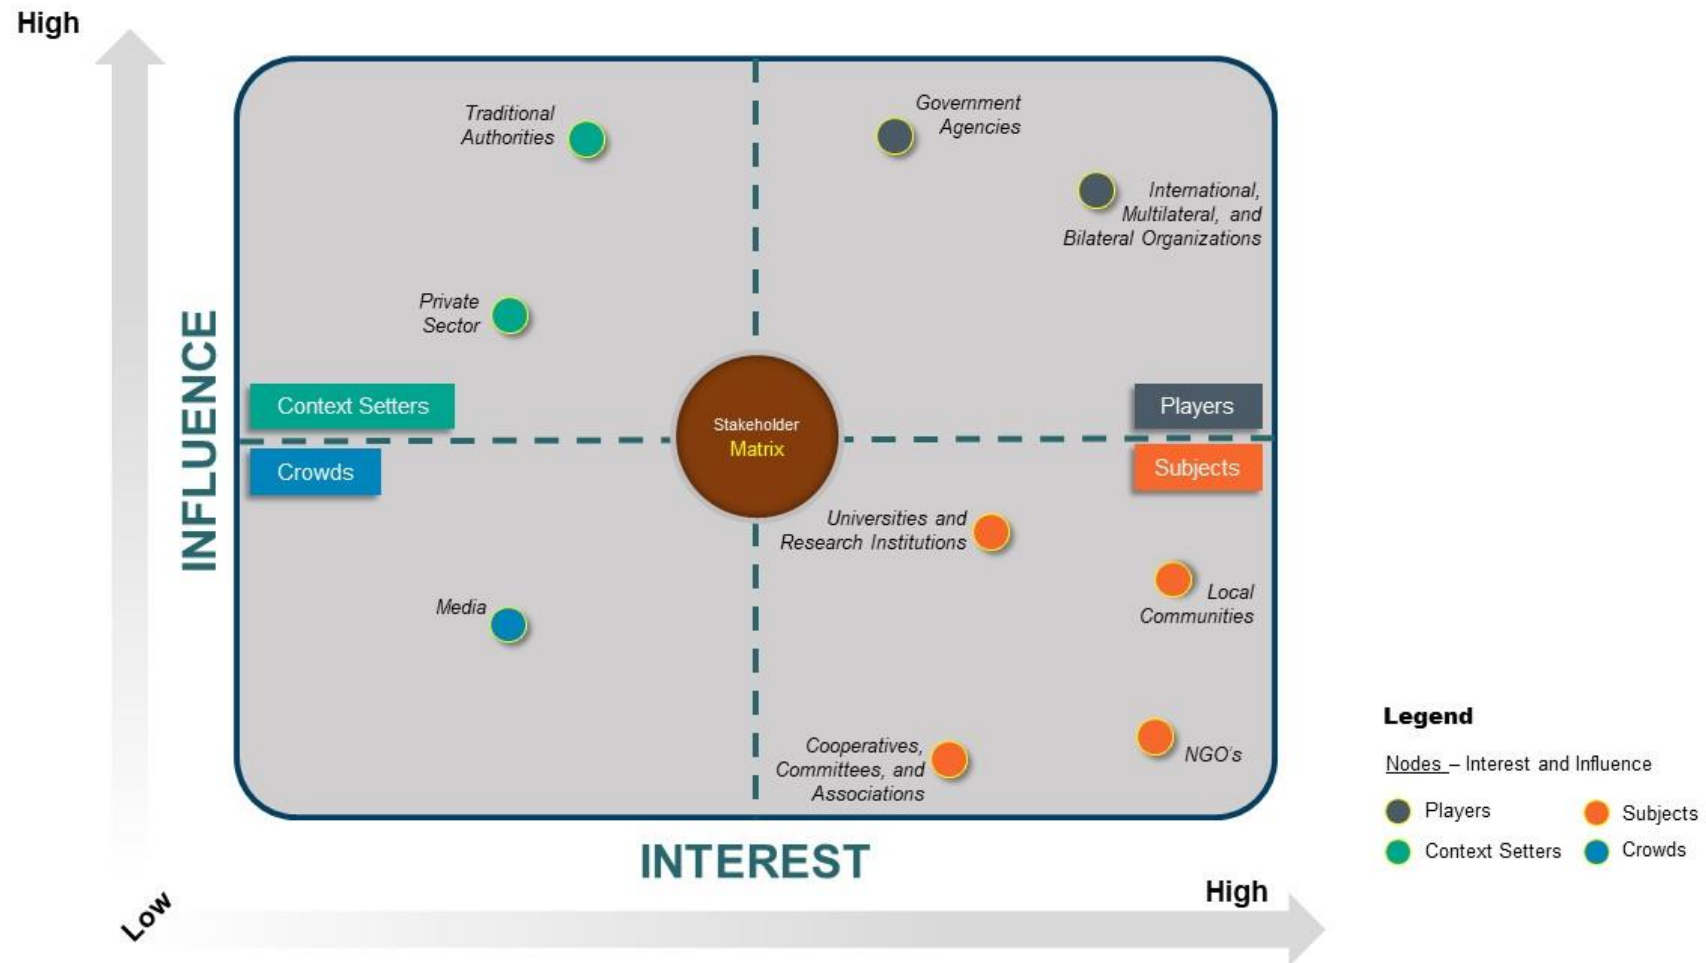 High
Traditional
Authorities
Government
Agencies
International,
Multilateral, and
Bilateral Organizations
Private
Sector
INFLUENCE
Context Setters
Players
Stakeholder
Matrix
Crowds
Subjects
Universities and
Research Institutions
Local
Communities
Media
Cooperatives,
Committees, and
Associations
NGO's
INTEREST
High
Low
Legend
Nodes – Interest and Influence
Players
Subjects
Context Setters
Crowds